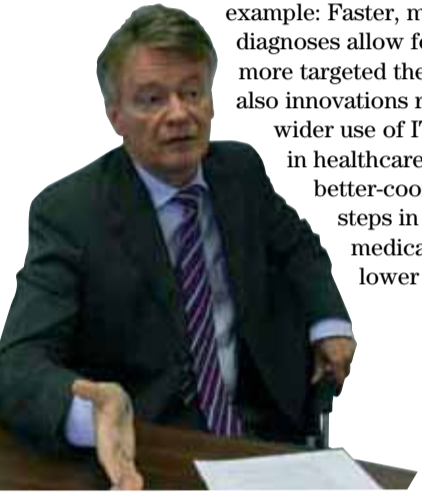 example: Faster, m
diagnoses allow fo
more targeted the
also innovations r
wider use of IT
in healthcare
better-coo
steps in
medica
lower